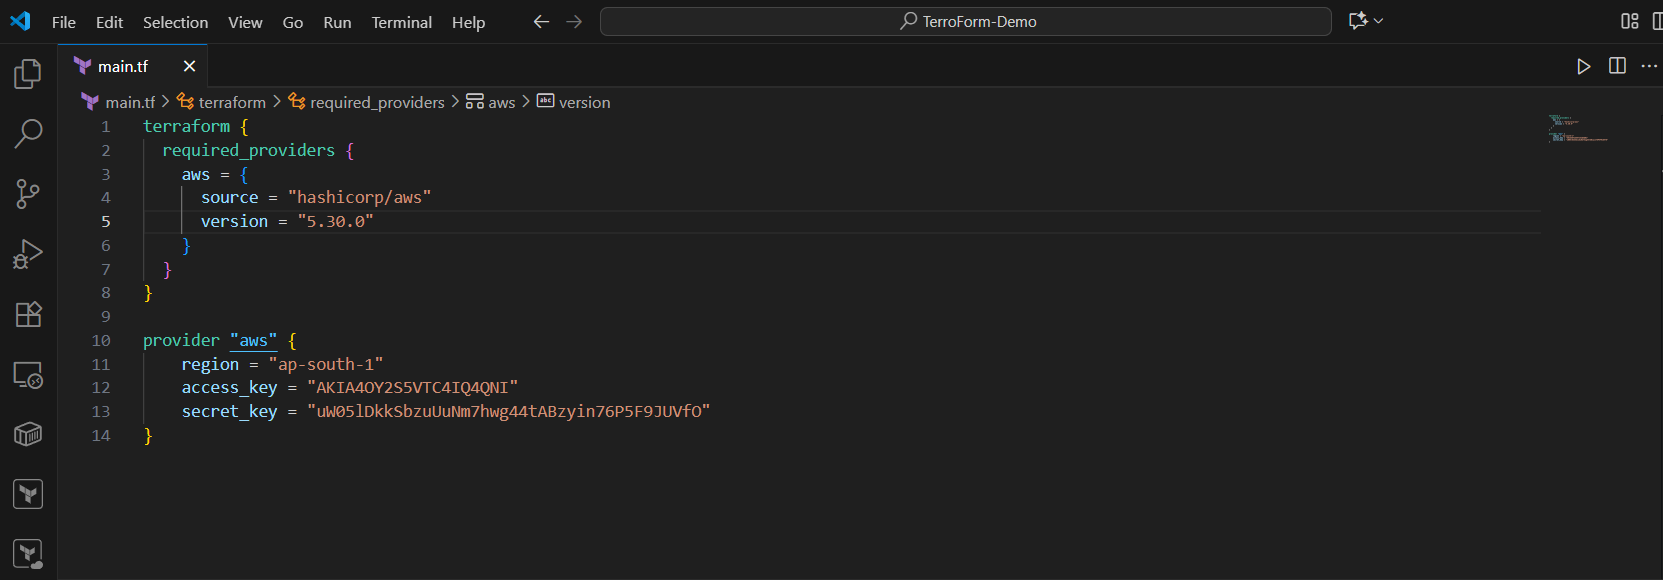 File Edit Selection View Go Run Terminal Help TerroForm-Demo
main.tf
main.tf > terraform > required_providers > aws > abc version
1 terraform {
2 required_providers {
3 aws = {
4 source = "hashicorp/aws"
5 version = "5.30.0"
6 }
7 }
8 }
9
10 provider "aws" {
11 region = "ap-south-1"
12 access_key = "AKIA4OY2S5VTC4IQ4QNI"
13 secret_key = "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"
14 }